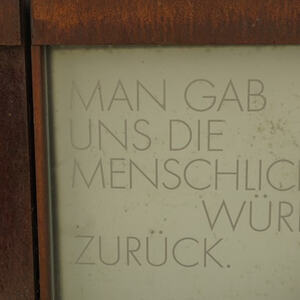 MAN GAB
UNS DIE
MENSCHLIC
WÜR
ZURÜCK.